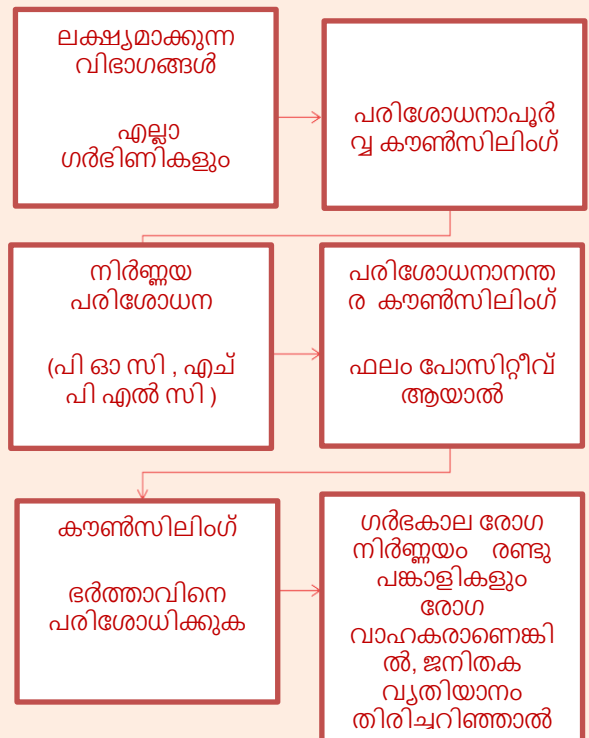 ലക്ഷ്യമാക്കുന്ന
വിഭാഗങ്ങൾ
എല്ലാ
ഗർഭിണികളും
പരിശോധനാപൂർ
വ്വ കൗൺസിലിംഗ്
നിർണ്ണയ
പരിശോധന
(പി ഓ സി , എച്
പി എൽ സി )
പരിശോധനാനന്ത
ര കൗൺസിലിംഗ്
ഫലം പോസിറ്റീവ്
ആയാൽ
കൗൺസിലിംഗ്
ഭർത്താവിനെ
പരിശോധിക്കുക
ഗർഭകാല രോഗ
നിർണ്ണയം രണ്ടു
പങ്കാളികളും
രോഗ
വാഹകരാണെങ്കി
ൽ, ജനിതക
വ്യതിയാനം
തിരിച്ചറിഞ്ഞാൽ